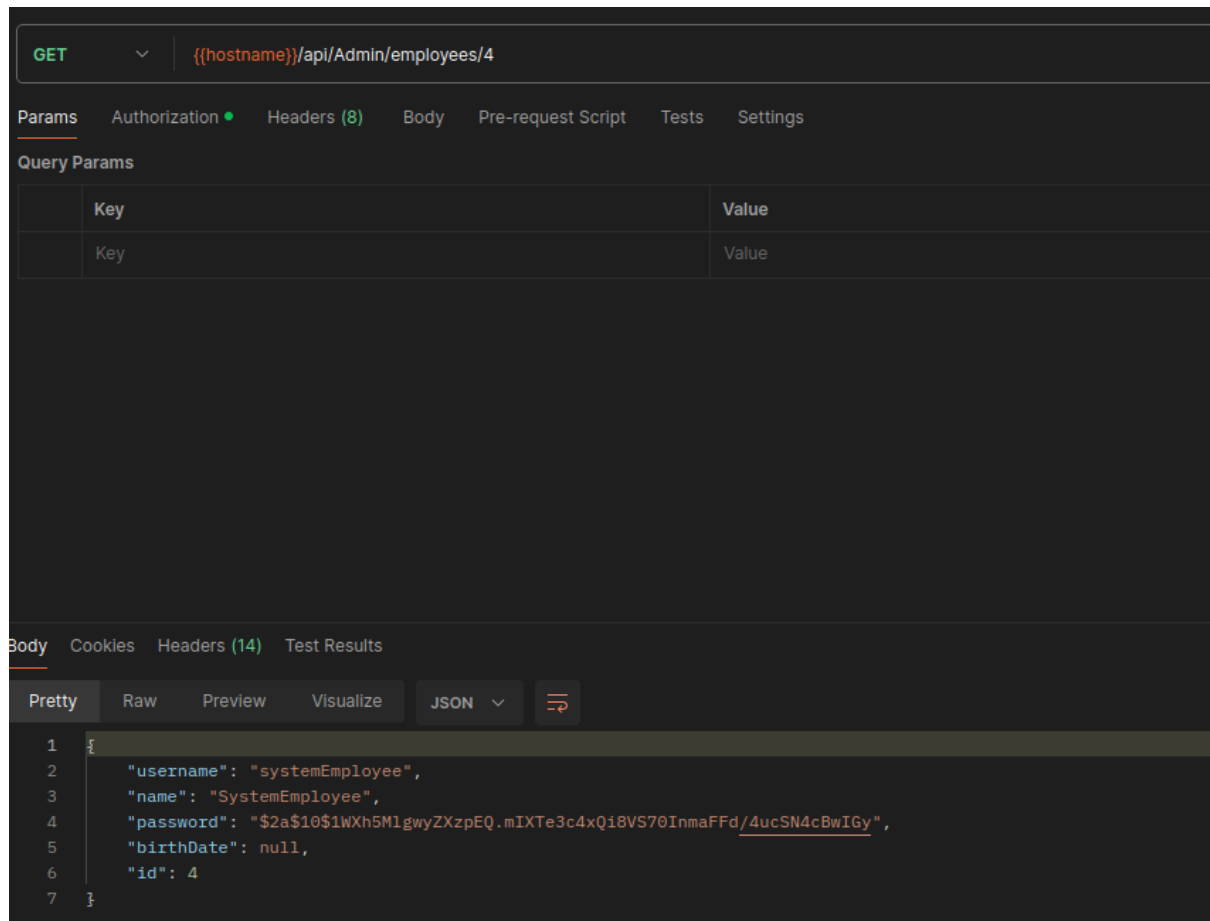 GET {{hostname}}/api/Admin/employees/4
Params Authorization Headers (8) Body Pre-request Script Tests Settings
Query Params
Key Value
Key Value
Body Cookies Headers (14) Test Results
Pretty Raw Preview Visualize JSON
1 {
2 "username": "systemEmployee",
3 "name": "SystemEmployee",
4 "password": "$2a$10$1WXh5MlgwyZXzpEQ.mIXTe3c4xQi8VS70InmaFFd/4ucSN4cBwIGy",
5 "birthDate": null,
6 "id": 4
7 }